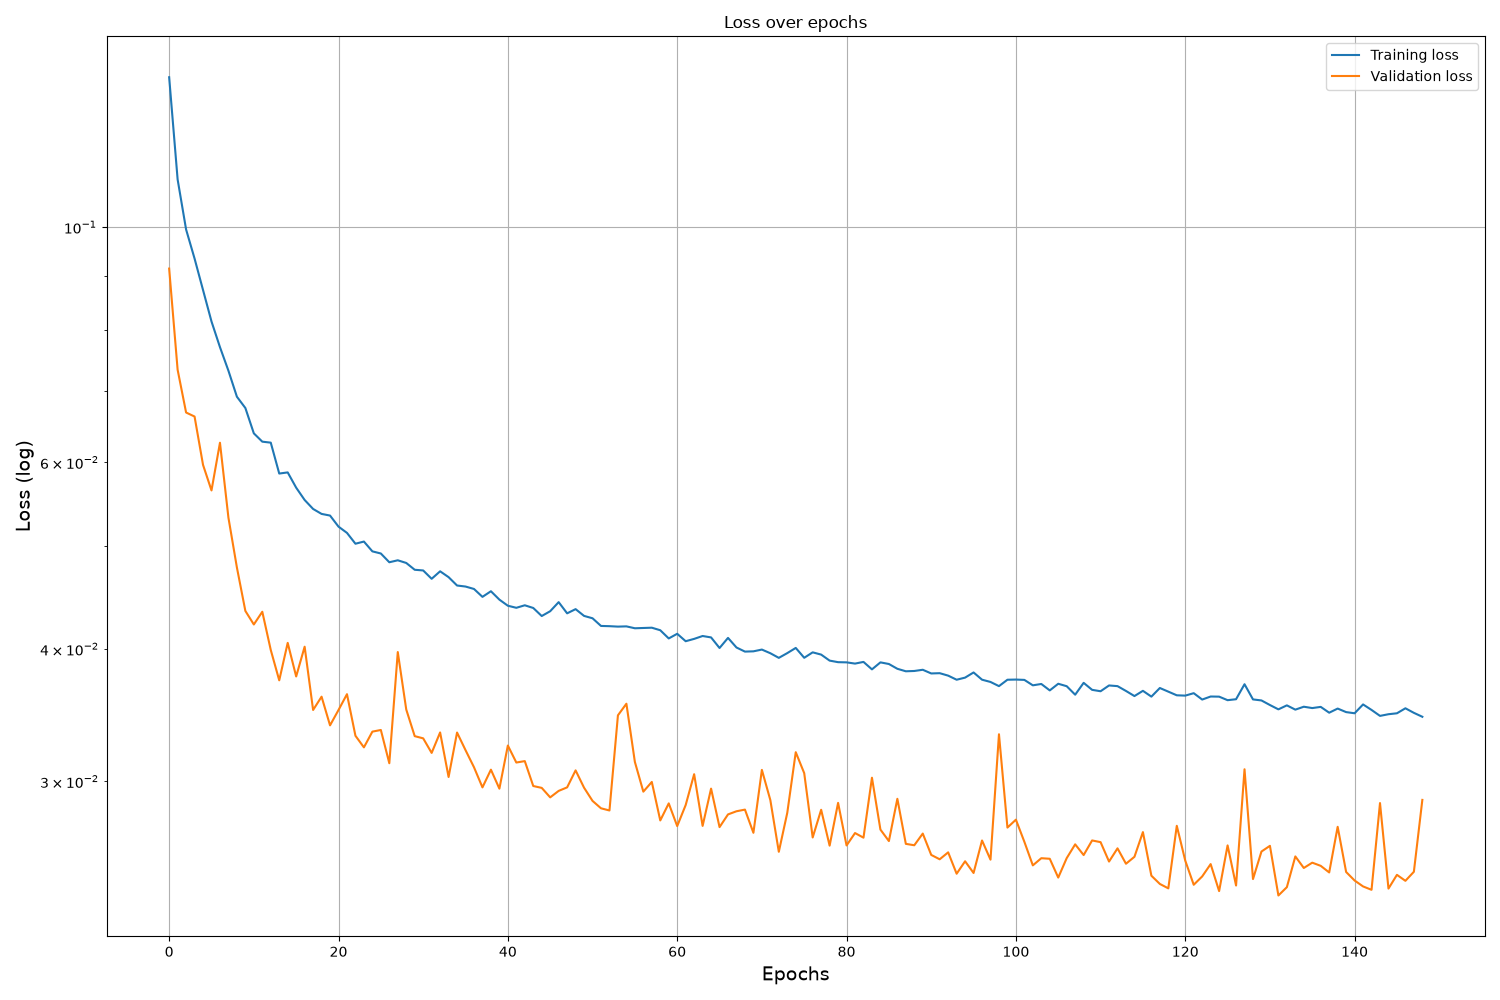 Loss over epochs
Training loss
Validation loss
10⁻¹
6 × 10⁻²
4 × 10⁻²
3 × 10⁻²
Loss (log)
0 20 40 60 80 100 120 140
Epochs